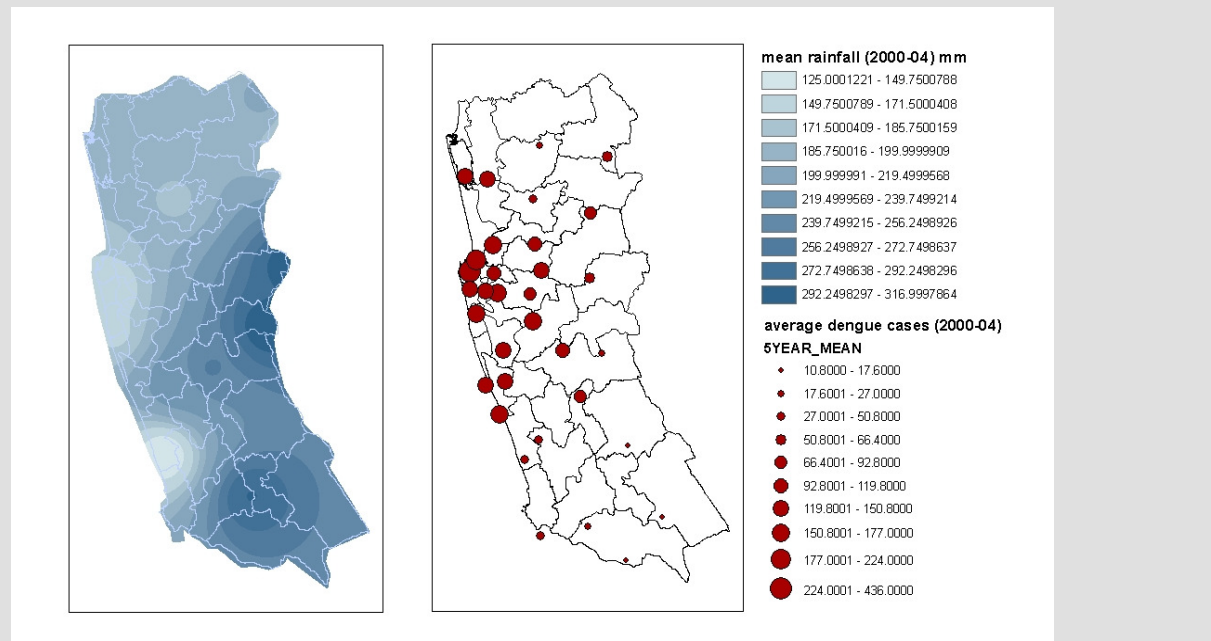 mean rainfall (2000-04) mm
125.0001221 - 149.7500788
149.7500789 - 171.5000408
171.5000409 - 185.7500159
185.750016 - 199.9999909
199.999991 - 219.4999568
219.4999569 - 239.7499214
239.7499215 - 256.2498926
256.2498927 - 272.7498637
272.7498638 - 292.2498296
292.2498297 - 316.9997864
average dengue cases (2000-04)
5YEAR_MEAN
10.8000 - 17.6000
17.6001 - 27.0000
27.0001 - 50.8000
50.8001 - 66.4000
66.4001 - 92.8000
92.8001 - 119.8000
119.8001 - 150.8000
150.8001 - 177.0000
177.0001 - 224.0000
224.0001 - 436.0000